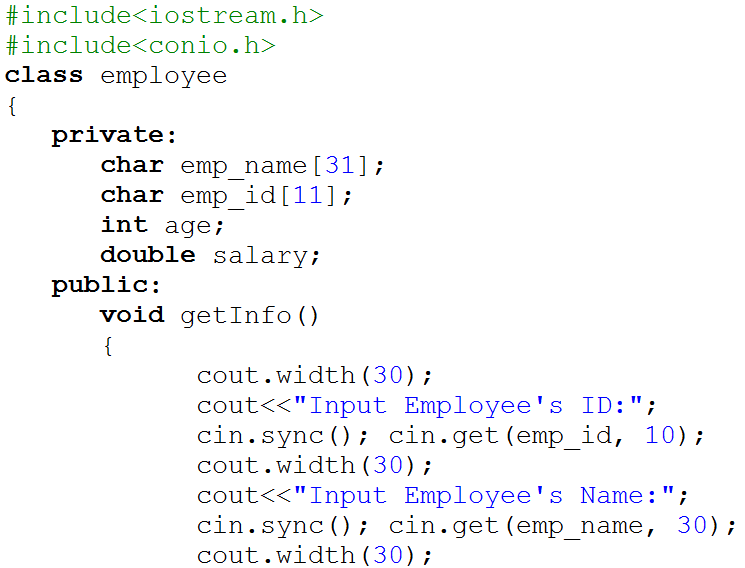 #include<iostream.h>
#include<conio.h>
class employee
{
   private:
      char emp_name[31];
      char emp_id[11];
      int age;
      double salary;
   public:
      void getInfo()
      {
            cout.width(30);
            cout<<"Input Employee's ID:";
            cin.sync(); cin.get(emp_id, 10);
            cout.width(30);
            cout<<"Input Employee's Name:";
            cin.sync(); cin.get(emp_name, 30);
            cout.width(30);